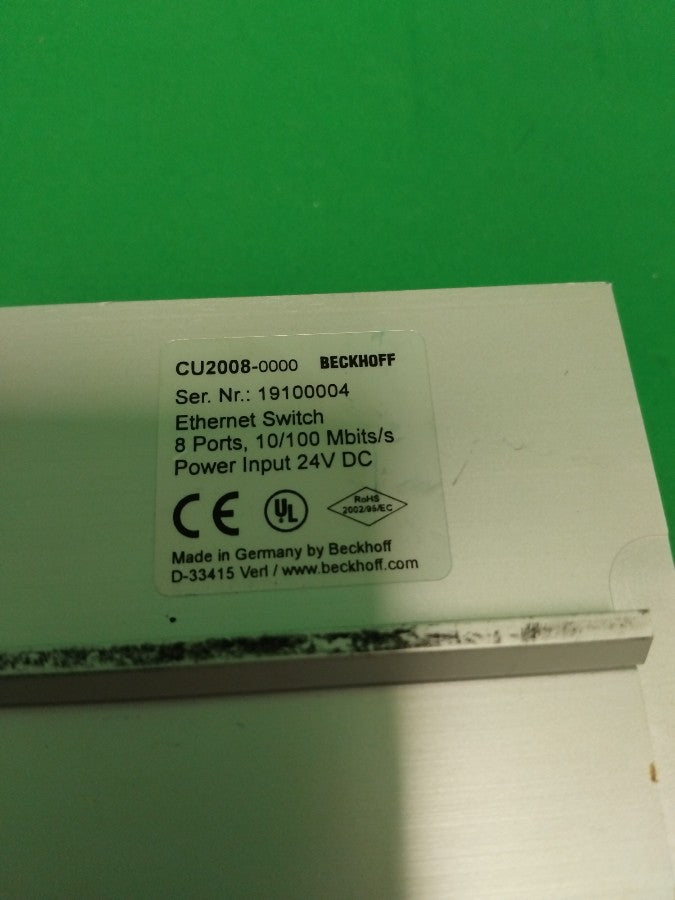 CU2008-0000 BECKHOFF
Ser. Nr.: 19100004
Ethernet Switch
8 Ports, 10/100 Mbits/s
Power Input 24V DC
CE UL RoHS
2002/95/EC
Made in Germany by Beckhoff
D-33415 Verl / www.beckhoff.com